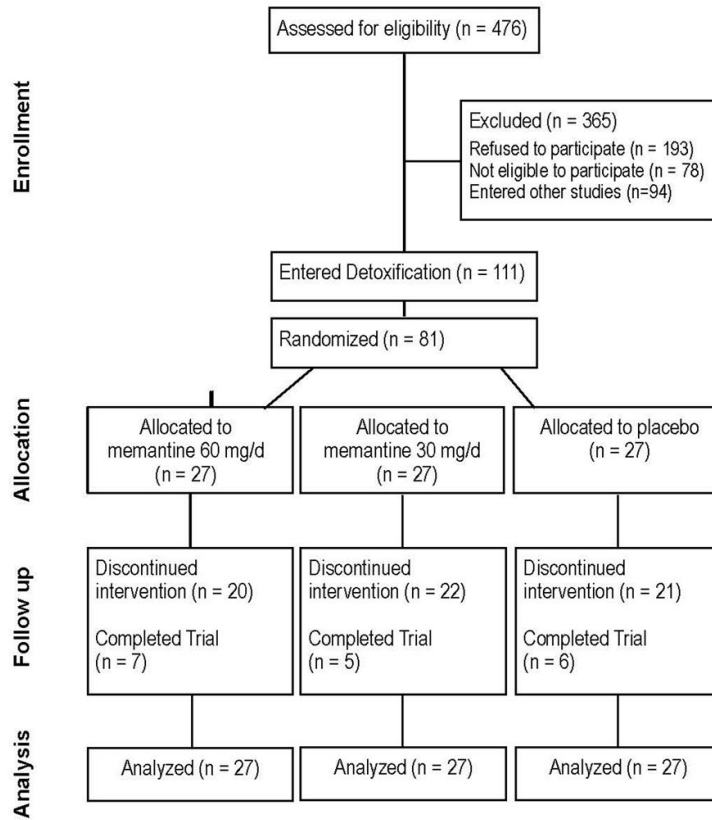 Enrollment
Assessed for eligibility (n = 476)
Excluded (n = 365)
Refused to participate (n = 193)
Not eligible to participate (n = 78)
Entered other studies (n=94)
Entered Detoxification (n = 111)
Randomized (n = 81)
Allocation
Allocated to
memantine 60 mg/d
(n = 27)
Allocated to
memantine 30 mg/d
(n = 27)
Allocated to placebo
(n = 27)
Follow up
Discontinued
intervention (n = 20)
Completed Trial
(n = 7)
Discontinued
intervention (n = 22)
Completed Trial
(n = 5)
Discontinued
intervention (n = 21)
Completed Trial
(n = 6)
Analysis
Analyzed (n = 27)
Analyzed (n = 27)
Analyzed (n = 27)